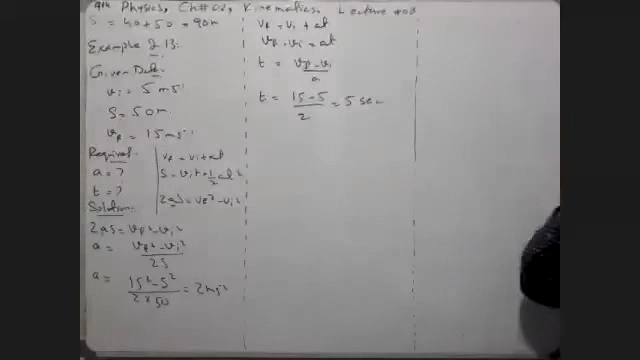 9th Physics, Ch#02, Kinematics, Lecture #08
S = 40+50 = 90m
Example 2.13:
Given Data:
vi = 5 ms⁻¹
S = 50m
vf = 15ms⁻¹
Required:
a = ?
t = ?
vf = vi + at
S = vit + 1/2 at²
2aS = vf² - vi²
Solution:
2aS = vf² - vi²
a = vf² - vi² / 2S
a = 15² - 5² / 2 x 50 = 2ms⁻²
vf = vi + at
vf - vi = at
t = vf - vi / a
t = 15 - 5 / 2 = 5 sec